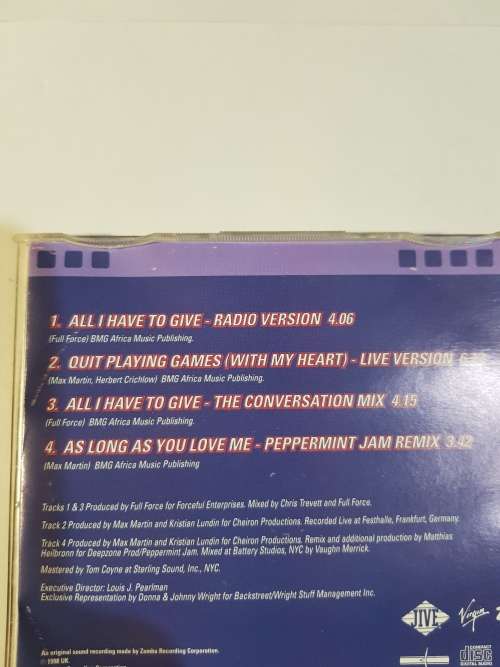 1. ALL I HAVE TO GIVE - RADIO VERSION 4.06
(Full Force) BMG Africa Music Publishing.
2. QUIT PLAYING GAMES (WITH MY HEART) - LIVE VERSION
(Max Martin, Herbert Crichlow) BMG Africa Music Publishing.
3. ALL I HAVE TO GIVE - THE CONVERSATION MIX 4.15
(Full Force) BMG Africa Music Publishing.
4. AS LONG AS YOU LOVE ME - PEPPERMINT JAM REMIX 3.42
(Max Martin) BMG Africa Music Publishing
Tracks 1 & 3 Produced by Full Force for Forceful Enterprises. Mixed by Chris Trevett and Full Force.
Track 2 Produced by Max Martin and Kristian Lundin for Cheiron Productions. Recorded Live at Festhalle, Frankfurt, Germany.
Track 4 Produced by Max Martin and Kristian Lundin for Cheiron Productions. Remix and additional production by Matthias
Heilbronn for Deepzone Prod/Peppermint Jam. Mixed at Battery Studios, NYC by Vaughn Merrick.
Mastered by Tom Coyne at Sterling Sound, Inc., NYC.
Executive Director: Louis J. Pearlman
Exclusive Representation by Donna & Johnny Wright for Backstreet/Wright Stuff Management Inc.
JIVE
Virgin
An original sound recording made by Zomba Recording Corporation.
℗ 1998 UK.
COMPACT
disc
DIGITAL AUDIO